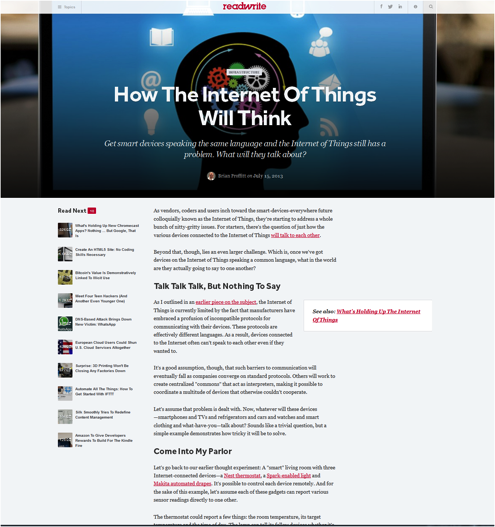 Topics
readwrite
INFRASTRUCTURE
How The Internet Of Things
Will Think
Get smart devices speaking the same language and the Internet of Things still has a
problem. What will they talk about?
Brian Proffitt on July 15, 2013
Read Next
What's Holding Up New Chromecast
Apps? Nothing ... But Google, That
Is
Create An HTML5 Site: No Coding
Skills Necessary
Bitcoin's Value Is Demonstrably
Linked To Illicit Use
Meet Four Teen Hackers (And
Another Even Younger One)
DNS-Based Attack Brings Down
New Victim: WhatsApp
European Cloud Users Could Shun
U.S. Cloud Services Altogether
Surprise: 3D Printing Won't Be
Closing Any Factories Down
Automate All The Things: How To
Get Started With IFTTT
Silk Smoothly Tries To Redefine
Content Management
Amazon To Give Developers
Rewards To Build For The Kindle
Fire
As vendors, coders and users inch toward the smart-devices-everywhere future
colloquially known as the Internet of Things, they're starting to address a whole
bunch of nitty-gritty issues. For starters, there's the question of just how the
various devices connected to the Internet of Things will talk to each other.
Beyond that, though, lies an even larger challenge. Which is, once we've got
devices on the Internet of Things speaking a common language, what in the world
are they actually going to say to one another?
Talk Talk Talk, But Nothing To Say
As I outlined in an earlier piece on the subject, the Internet of
Things is currently limited by the fact that manufacturers have
embraced a profusion of incompatible protocols for
communicating with their devices. These protocols are
effectively different languages. As a result, devices connected
to the Internet often can't speak to each other even if they
wanted to.
See also: What's Holding Up The Internet
Of Things
It's a good assumption, though, that such barriers to communication will
eventually fall as companies converge on standard protocols. Others will work to
create centralized "commons" that act as interpreters, making it possible to
coordinate a multitude of devices that otherwise couldn't cooperate.
Let's assume that problem is dealt with. Now, whatever will these devices
—smartphones and TVs and refrigerators and cars and watches and smart
clothing and what-have-you—talk about? Sounds like a trivial question, but a
simple example demonstrates how tricky it will be to solve.
Come Into My Parlor
Let's go back to our earlier thought experiment: A "smart" living room with three
Internet-connected devices—a Nest thermostat, a Spark-enabled light and
Makita automated drapes. It's possible to control each device remotely. And for
the sake of this example, let's assume each of these gadgets can report various
sensor readings directly to one other.
The thermostat could report a few things: the room temperature, its target